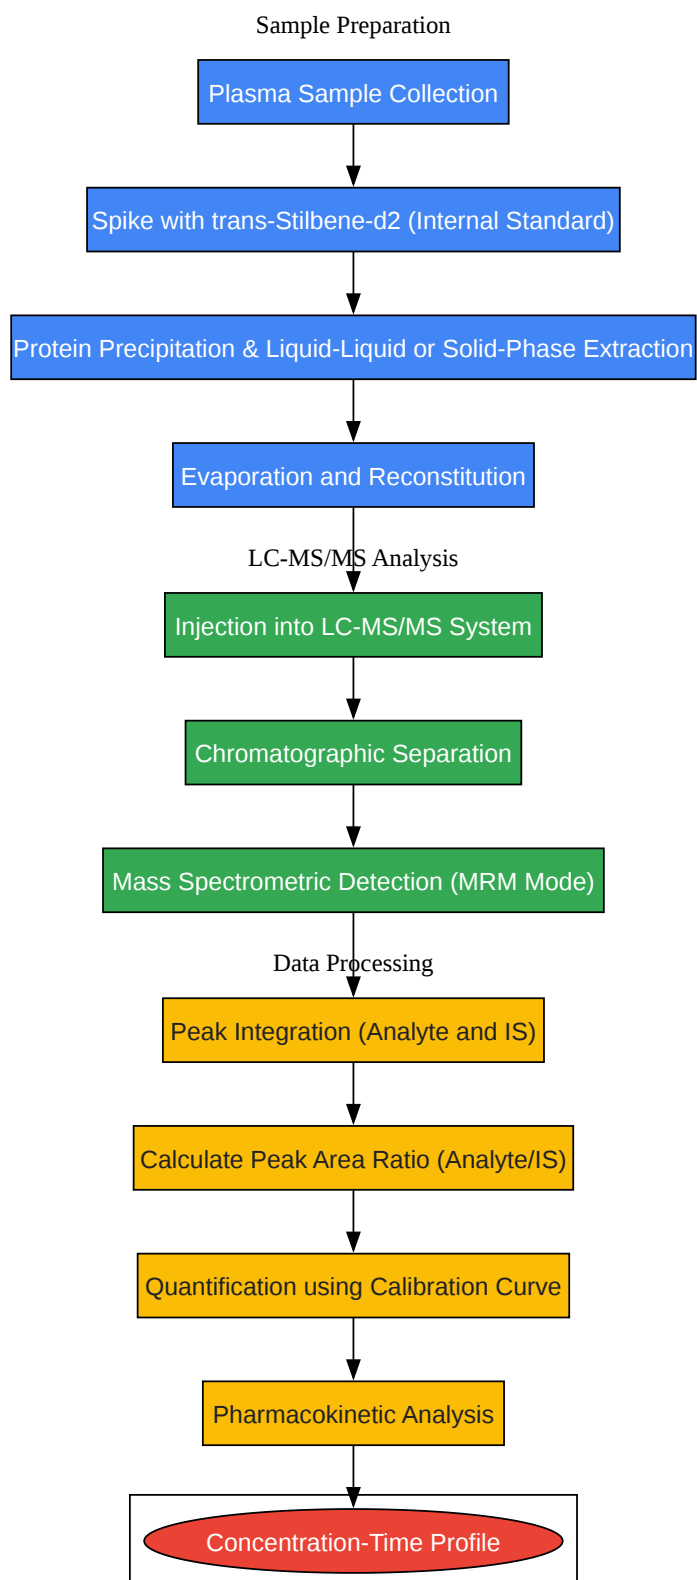 Sample Preparation
Plasma Sample Collection
Spike with trans-Stilbene-d2 (Internal Standard)
Protein Precipitation & Liquid-Liquid or Solid-Phase Extraction
Evaporation and Reconstitution
LC-MS/MS Analysis
Injection into LC-MS/MS System
Chromatographic Separation
Mass Spectrometric Detection (MRM Mode)
Data Processing
Peak Integration (Analyte and IS)
Calculate Peak Area Ratio (Analyte/IS)
Quantification using Calibration Curve
Pharmacokinetic Analysis
Concentration-Time Profile